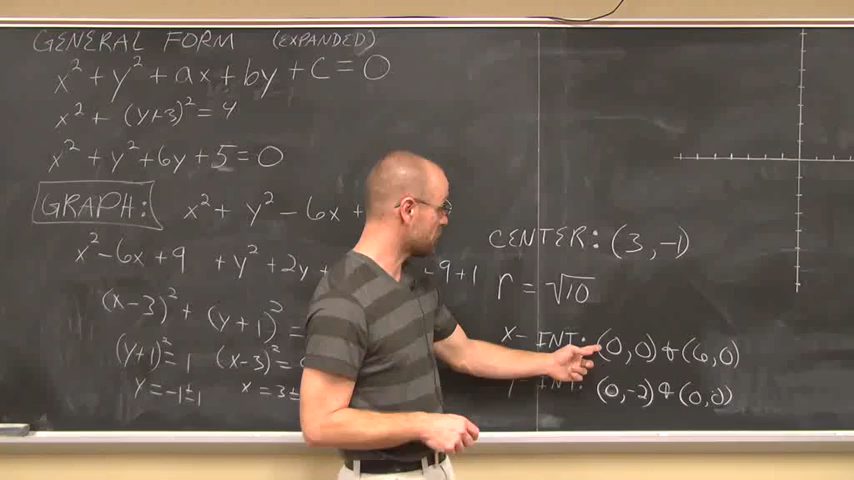 GENERAL FORM (EXPANDED)
x² + y² + ax + by + C = 0
x² + (y+3)² = 4
x² + y² + 6y + 5 = 0
GRAPH: x² + y² - 6x +
x² - 6x + 9 + y² + 2y + 9 + 1
(x-3)² + (y+1)² =
(y+1)² = 1 (x-3)² = 9
y = -1 ± 1 x = 3 ±
CENTER: (3, -1)
r = √10
x-INT: (0, 0) & (6, 0)
y-INT: (0, -2) & (0, 0)